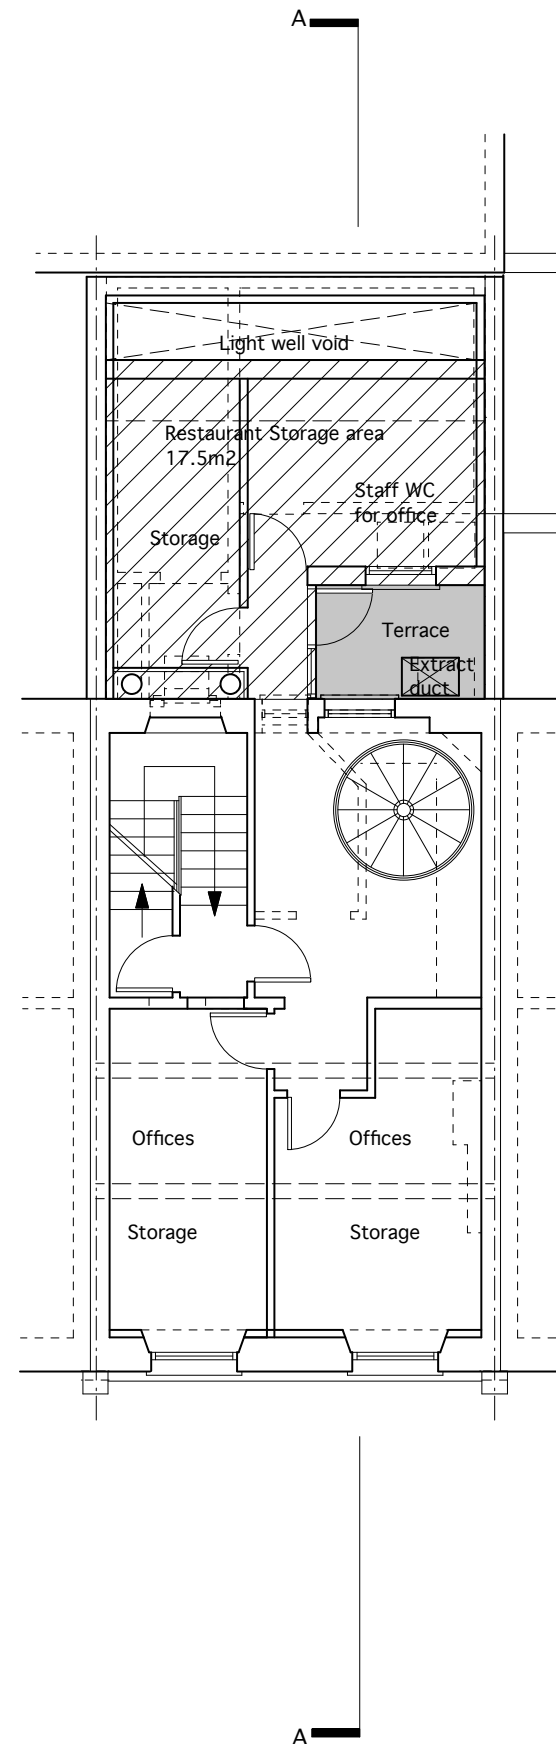 A
Light well void
Restaurant Storage area
17.5m2
Staff WC
for office
Storage
Terrace
Extract
duct
Offices
Offices
Storage
Storage
A